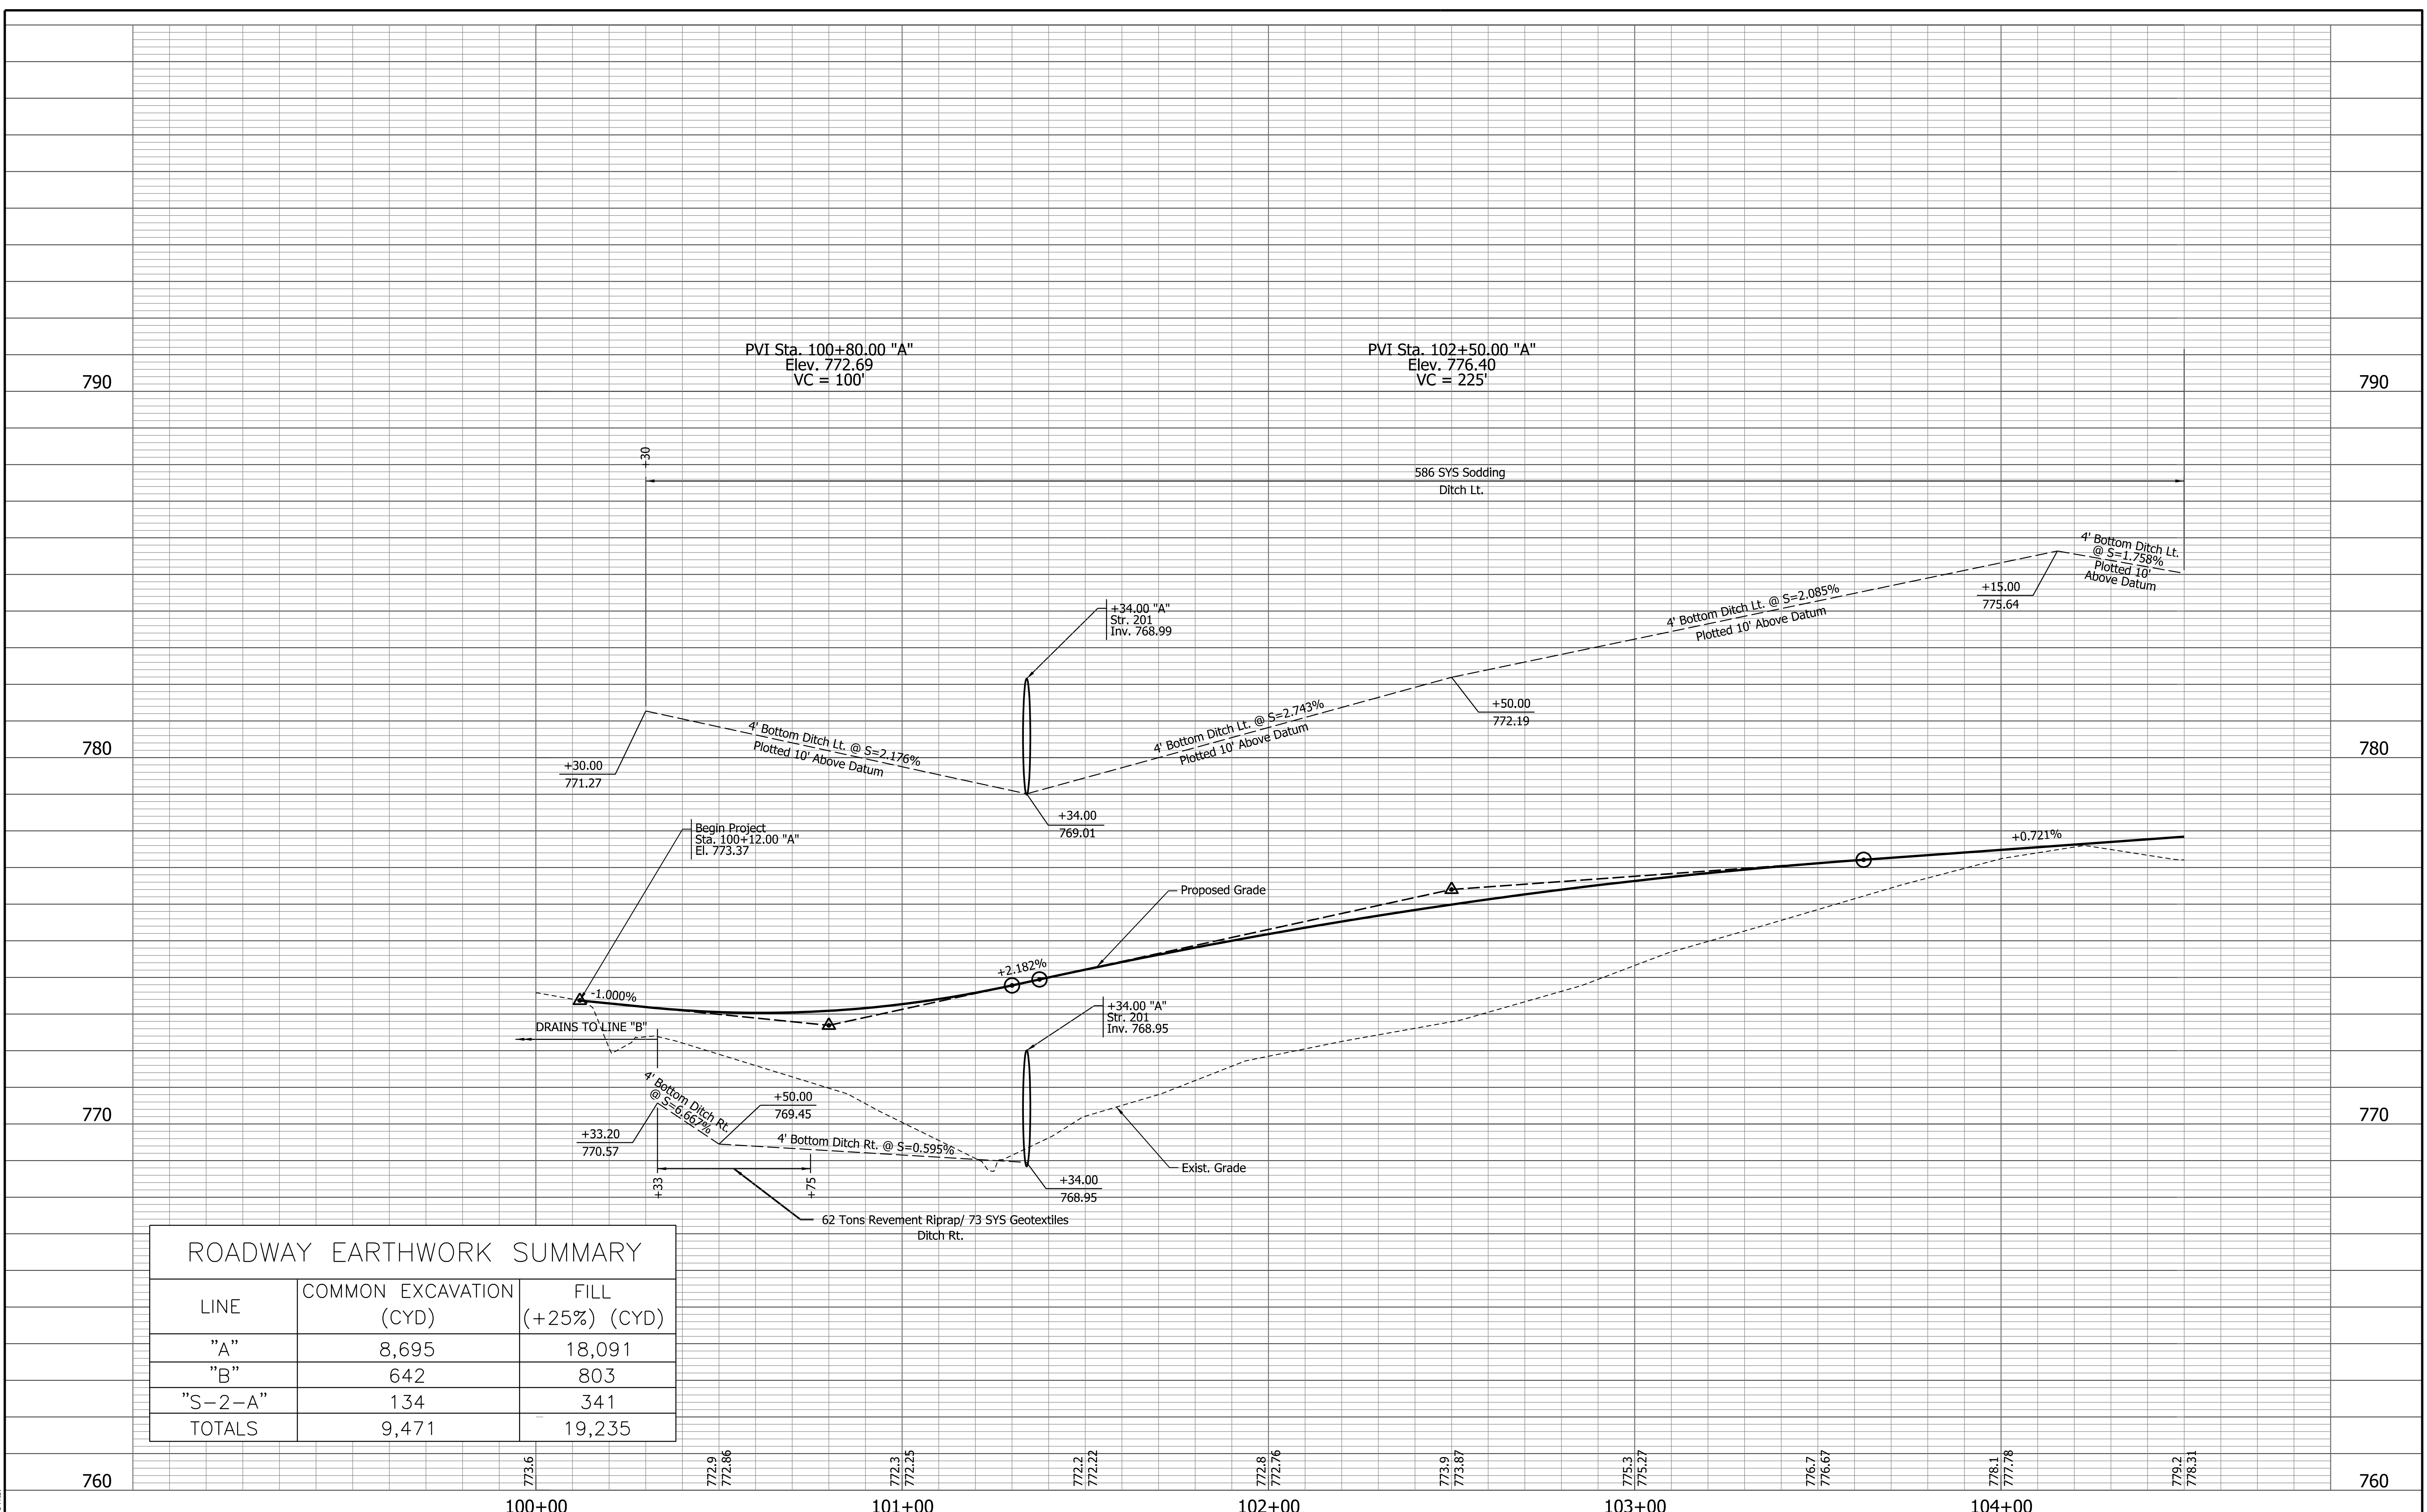 PVI Sta. 100+80.00 "A"
Elev. 772.69
VC = 100'
PVI Sta. 102+50.00 "A"
Elev. 776.40
VC = 225'
790
790
+30
586 SYS Sodding
Ditch Lt.
4' Bottom Ditch Lt.
@ S=1.758%
Plotted 10'
Above Datum
+15.00
775.64
4' Bottom Ditch Lt. @ S=2.085%
Plotted 10' Above Datum
+34.00 "A"
Str. 201
Inv. 768.99
+50.00
772.19
4' Bottom Ditch Lt. @ S=2.743%
Plotted 10' Above Datum
4' Bottom Ditch Lt. @ S=2.176%
Plotted 10' Above Datum
780
780
+30.00
771.27
+34.00
769.01
Begin Project
Sta. 100+12.00 "A"
El. 773.37
+0.721%
Proposed Grade
+2.182%
-1.000%
+34.00 "A"
Str. 201
Inv. 768.95
DRAINS TO LINE "B"
4' Bottom Ditch Rt.
@ S=6.667%
+50.00
769.45
770
770
+33.20
770.57
4' Bottom Ditch Rt. @ S=0.595%
Exist. Grade
+33
+75
+34.00
768.95
62 Tons Revement Riprap/ 73 SYS Geotextiles
Ditch Rt.
ROADWAY EARTHWORK SUMMARY
LINE
COMMON EXCAVATION
(CYD)
FILL
(+25%) (CYD)
"A" 8,695 18,091
"B" 642 803
"S-2-A" 134 341
TOTALS 9,471 19,235
760
760
773.6
772.9
772.86
772.3
772.25
772.2
772.22
772.8
772.76
773.9
773.87
775.3
775.27
776.7
776.67
778.1
777.78
779.2
778.31
100+00
101+00
102+00
103+00
104+00